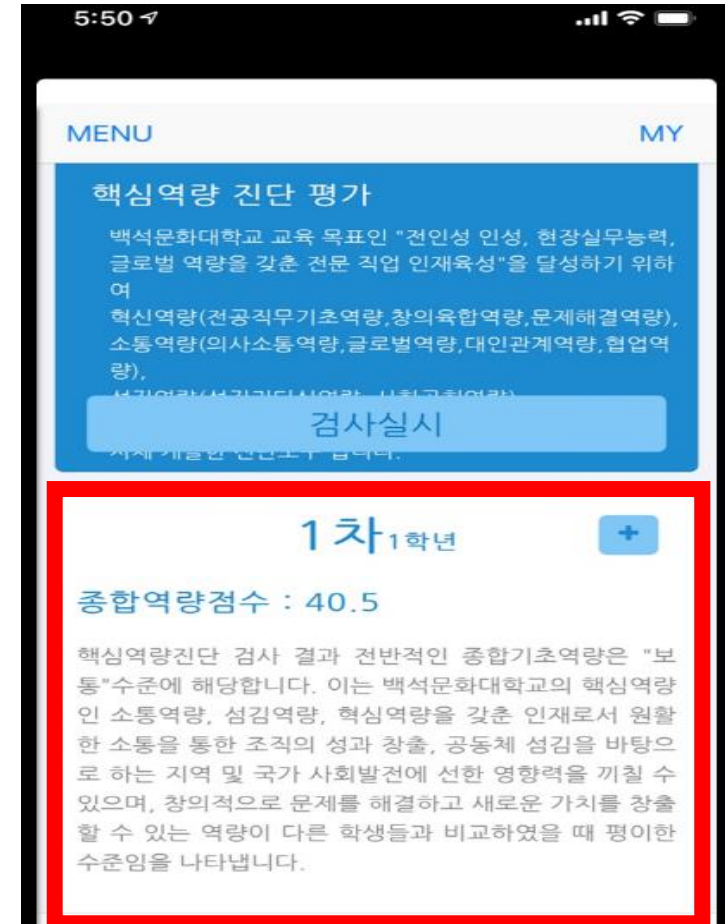 5:50
MENU MY
핵심역량 진단 평가
백석문화대학교 교육 목표인 "전인성 인성, 현장실무능력,
글로벌 역량을 갖춘 전문 직업 인재육성"을 달성하기 위하
여
혁신역량(전공직무기초역량,창의융합역량,문제해결역량),
소통역량(의사소통역량,글로벌역량,대인관계역량,협업역
량),
검사실시
1차 1학년 +
종합역량점수 : 40.5
핵심역량진단 검사 결과 전반적인 종합기초역량은 "보
통"수준에 해당합니다. 이는 백석문화대학교의 핵심역량
인 소통역량, 섬김역량, 혁심역량을 갖춘 인재로서 원활
한 소통을 통한 조직의 성과 창출, 공동체 섬김을 바탕으
로 하는 지역 및 국가 사회발전에 선한 영향력을 끼칠 수
있으며, 창의적으로 문제를 해결하고 새로운 가치를 창출
할 수 있는 역량이 다른 학생들과 비교하였을 때 평이한
수준임을 나타냅니다.